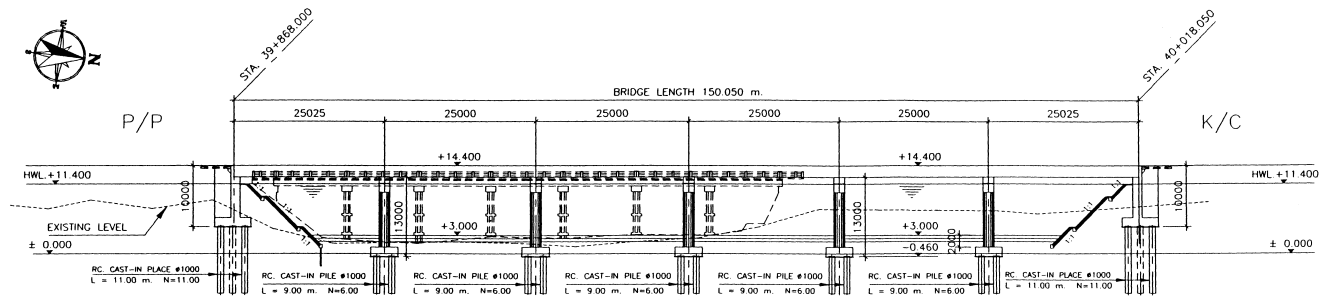 N
STA. 39+868.000
STA. 40+018.050
BRIDGE LENGTH 150.050 m.
P/P
25025
25000
25000
25000
25000
25025
K/C
+14.400
+14.400
HWL.+11.400
HWL +11.400
10000
13000
13000
10000
1:1
1:1
1:1
1:1
EXISTING LEVEL
+3.000
+3.000
2000
-0.460
± 0.000
± 0.000
RC. CAST-IN PLACE ø1000
L = 11.00 m. N=11.00
RC. CAST-IN PILE ø1000
L = 9.00 m. N=6.00
RC. CAST-IN PILE ø1000
L = 9.00 m. N=6.00
RC. CAST-IN PILE ø1000
L = 9.00 m. N=6.00
RC. CAST-IN PILE ø1000
L = 9.00 m. N=6.00
RC. CAST-IN PILE ø1000
L = 9.00 m. N=6.00
RC. CAST-IN PLACE ø1000
L = 11.00 m. N=11.00